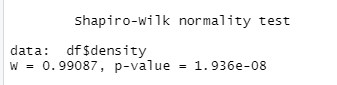 Shapiro-Wilk normality test
data:  df$density
W = 0.99087, p-value = 1.936e-08